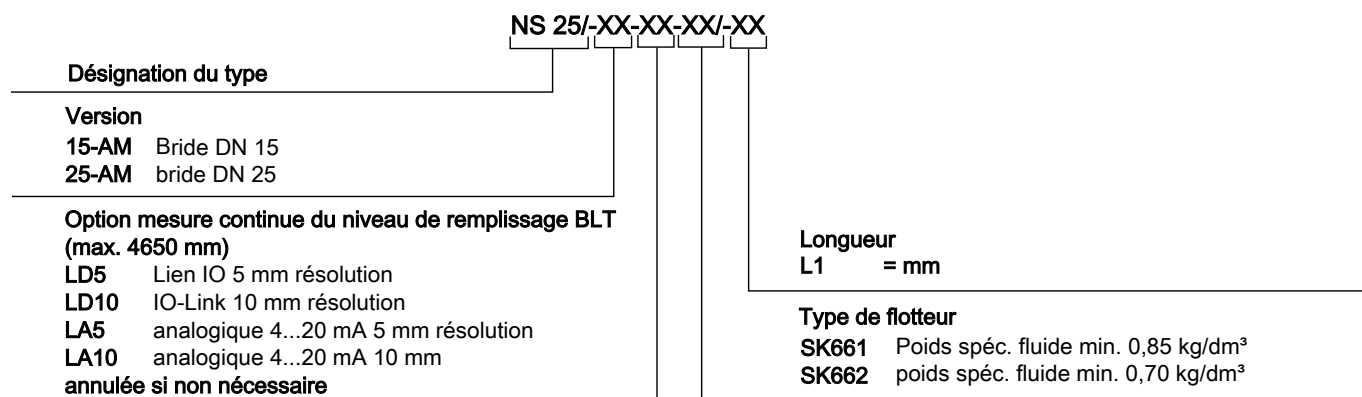 NS 25/-XX-XX-XX/-XX
Désignation du type
Version
15-AM Bride DN 15
25-AM bride DN 25
Option mesure continue du niveau de remplissage BLT
(max. 4650 mm)
LD5 Lien IO 5 mm résolution
LD10 IO-Link 10 mm résolution
LA5 analogique 4...20 mA 5 mm résolution
LA10 analogique 4...20 mA 10 mm
annulée si non nécessaire
Longueur
L1 = mm
Type de flotteur
SK661 Poids spéc. fluide min. 0,85 kg/dm³
SK662 poids spéc. fluide min. 0,70 kg/dm³